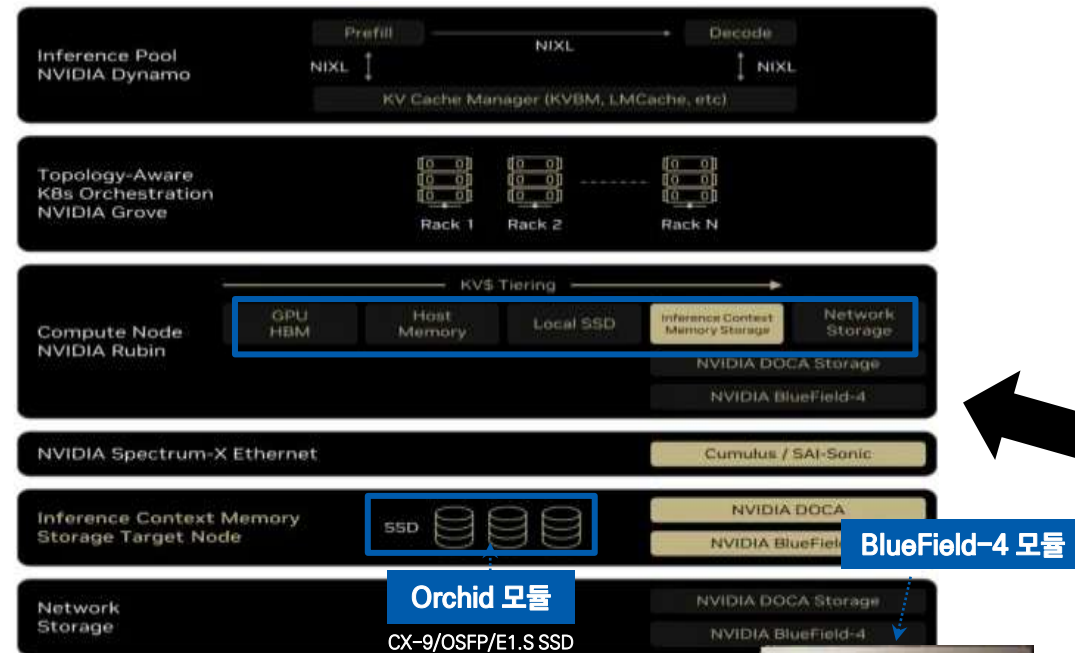 Inference Pool
NVIDIA Dynamo
Prefill
NIXL
Decode
NIXL
NIXL
KV Cache Manager (KVBM, LMCache, etc)
Topology-Aware
K8s Orchestration
NVIDIA Grove
Rack 1
Rack 2
Rack N
Compute Node
NVIDIA Rubin
KV$ Tiering
GPU
HBM
Host
Memory
Local SSD
Inference Context
Memory Storage
Network
Storage
NVIDIA DOCA Storage
NVIDIA BlueField-4
NVIDIA Spectrum-X Ethernet
Cumulus / SAI-Sonic
Inference Context Memory
Storage Target Node
SSD
NVIDIA DOCA
NVIDIA BlueFiel
BlueField-4 모듈
Orchid 모듈
CX-9/OSFP/E1.S SSD
Network
Storage
NVIDIA DOCA Storage
NVIDIA BlueField-4